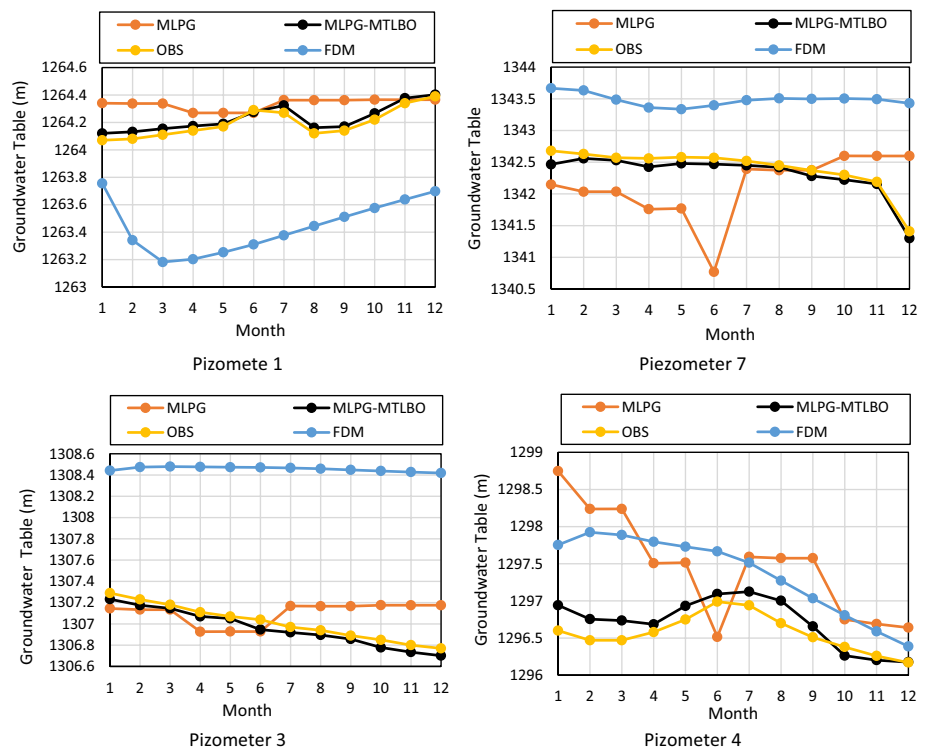 MLPG MLPG-MTLBO
OBS FDM
Groundwater Table (m)
1264.6
1264.4
1264.2
1264
1263.8
1263.6
1263.4
1263.2
1263
1 2 3 4 5 6 7 8 9 10 11 12
Month
Pizomete 1
MLPG MLPG-MTLBO
OBS FDM
Groundwater Table
1344
1343.5
1343
1342.5
1342
1341.5
1341
1340.5
1 2 3 4 5 6 7 8 9 10 11 12
Month
Piezometer 7
MLPG MLPG-MTLBO
OBS FDM
Groundwater Table (m)
1308.6
1308.4
1308.2
1308
1307.8
1307.6
1307.4
1307.2
1307
1306.8
1306.6
1 2 3 4 5 6 7 8 9 10 11 12
Month
Pizometer 3
MLPG MLPG-MTLBO
OBS FDM
Groundwater Table (m)
1299
1298.5
1298
1297.5
1297
1296.5
1296
1 2 3 4 5 6 7 8 9 10 11 12
Month
Pizometer 4